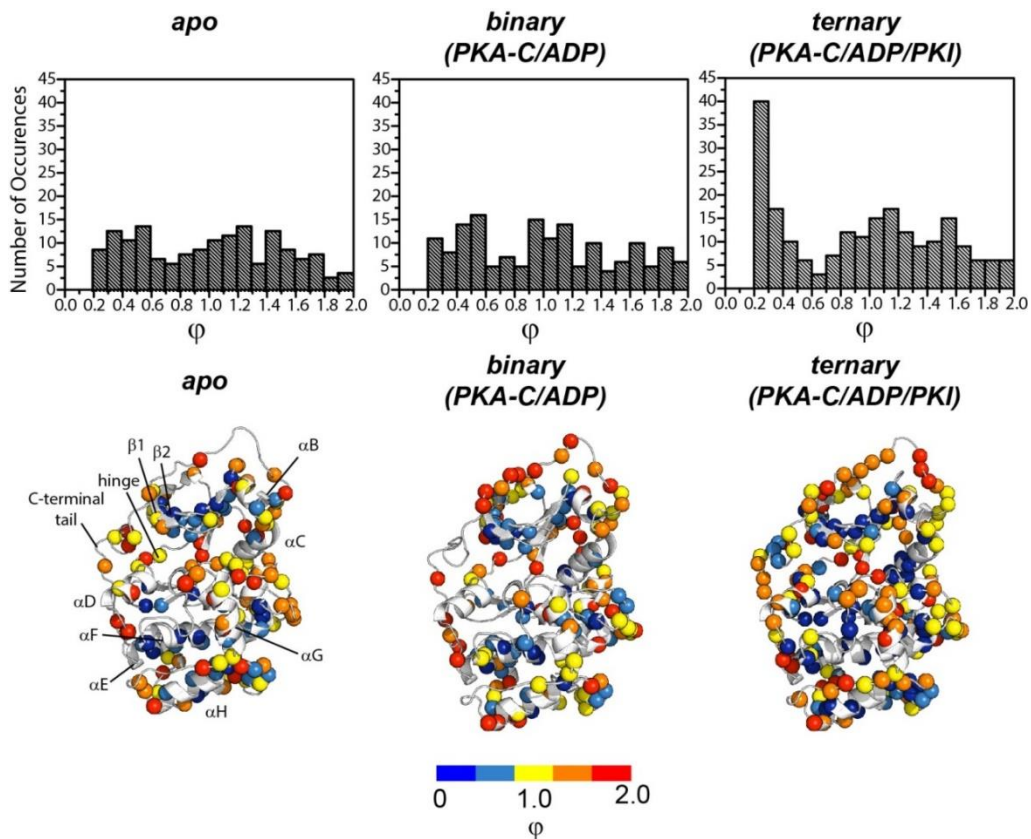 apo
binary
(PKA-C/ADP)
ternary
(PKA-C/ADP/PKI)
Number of Occurences
45
40
35
30
25
20
15
10
5
0
0.0 0.2 0.4 0.6 0.8 1.0 1.2 1.4 1.6 1.8 2.0
φ
45
40
35
30
25
20
15
10
5
0
0.0 0.2 0.4 0.6 0.8 1.0 1.2 1.4 1.6 1.8 2.0
φ
45
40
35
30
25
20
15
10
5
0
0.0 0.2 0.4 0.6 0.8 1.0 1.2 1.4 1.6 1.8 2.0
φ
apo
binary
(PKA-C/ADP)
ternary
(PKA-C/ADP/PKI)
β1
β2
αB
hinge
C-terminal
tail
αC
αD
αF
αG
αE
αH
0 1.0 2.0
φ